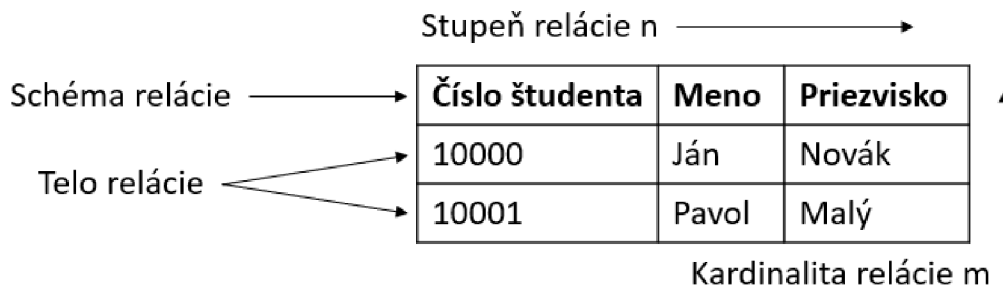 Stupeň relácie n
Schéma relácie
Číslo študenta Meno Priezvisko
10000 Ján Novák
Telo relácie
10001 Pavol Malý
Kardinalita relácie m